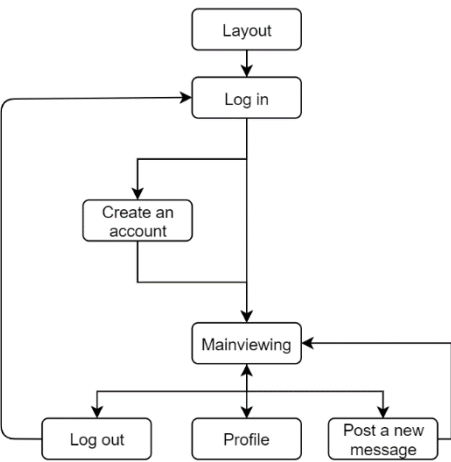 Layout
Log in
Create an
account
Mainviewing
Log out
Profile
Post a new
message